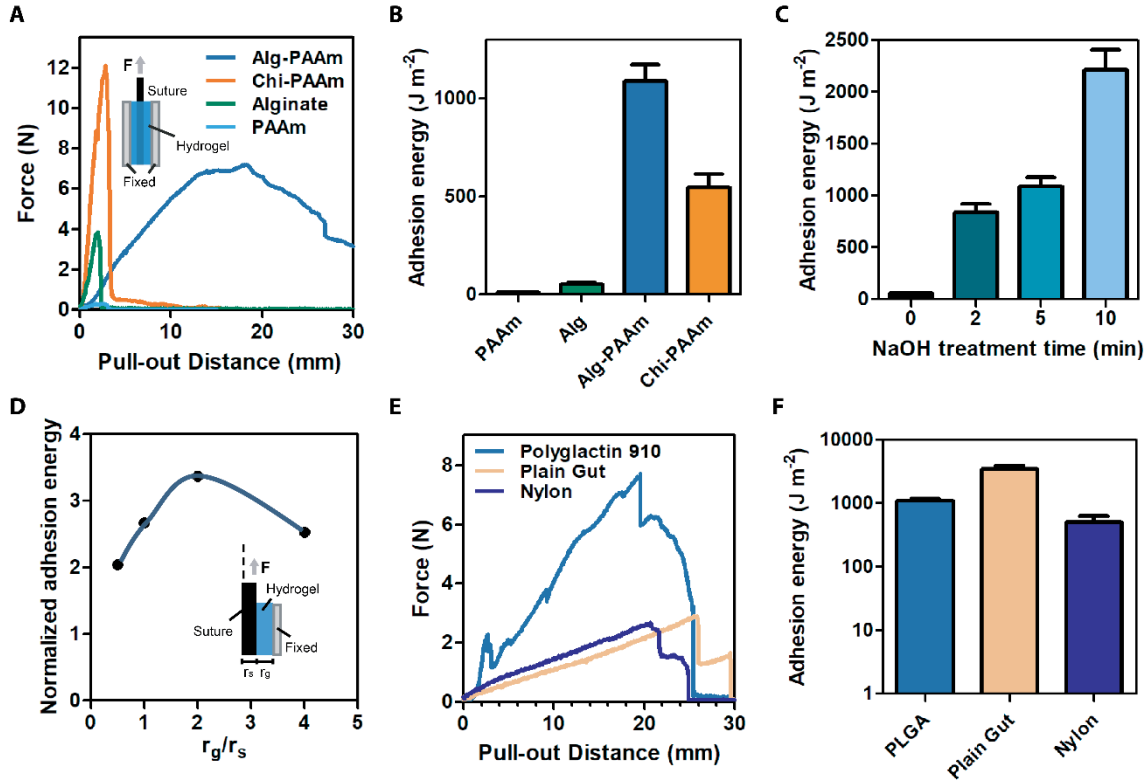 A
Force (N)
12
10
8
6
4
2
0
0
10
20
30
Pull-out Distance (mm)
F
Suture
Hydrogel
Fixed
Alg-PAAm
Chi-PAAm
Alginate
PAAm
B
Adhesion energy (J m-2)
1000
500
0
PAAm
Alg
Alg-PAAm
Chi-PAAm
C
Adhesion energy (J m-2)
2500
2000
1500
1000
500
0
0
2
5
10
NaOH treatment time (min)
D
Normalized adhesion energy
4
3
2
1
0
0
1
2
3
4
5
rg/rs
F
Hydrogel
Suture
Fixed
rs
rg
E
Force (N)
8
6
4
2
0
0
10
20
30
Pull-out Distance (mm)
Polyglactin 910
Plain Gut
Nylon
F
Adhesion energy (J m-2)
10000
1000
100
10
1
PLGA
Plain Gut
Nylon